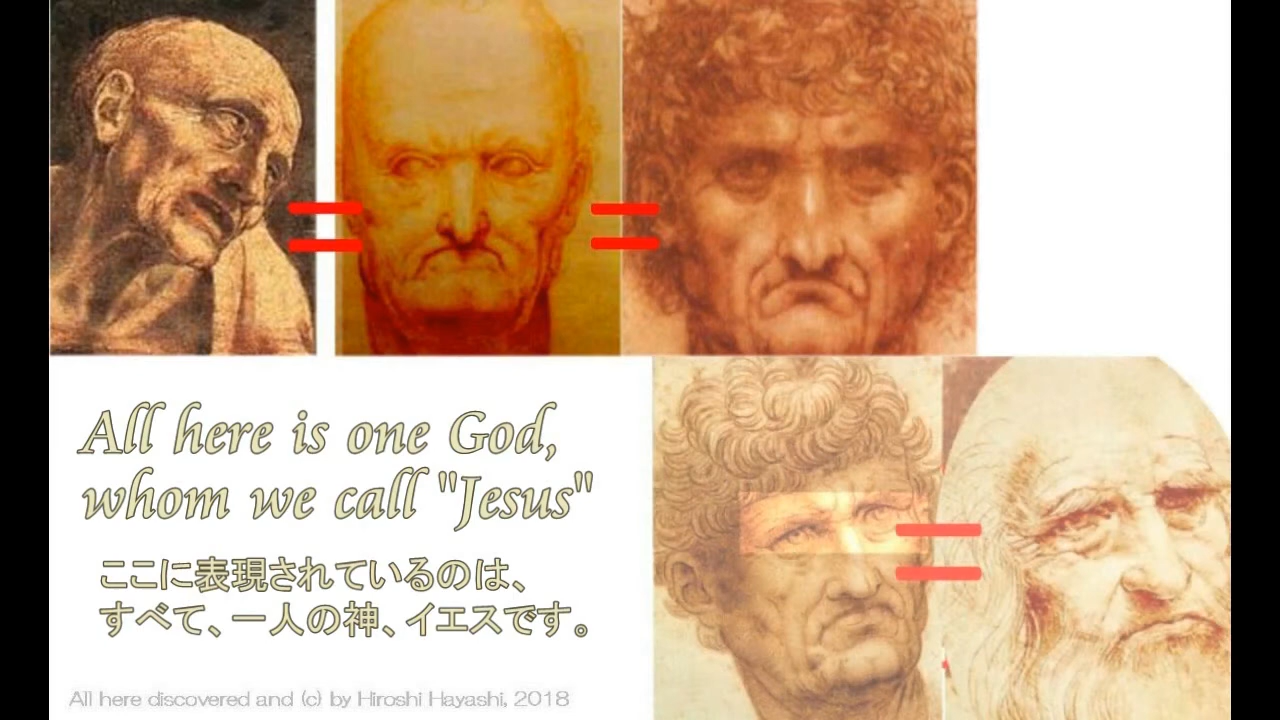 All here is one God,
whom we call "Jesus"
ここに表現されているのは、
すべて、一人の神、イエスです。
All here discovered and (c) by Hiroshi Hayashi, 2018